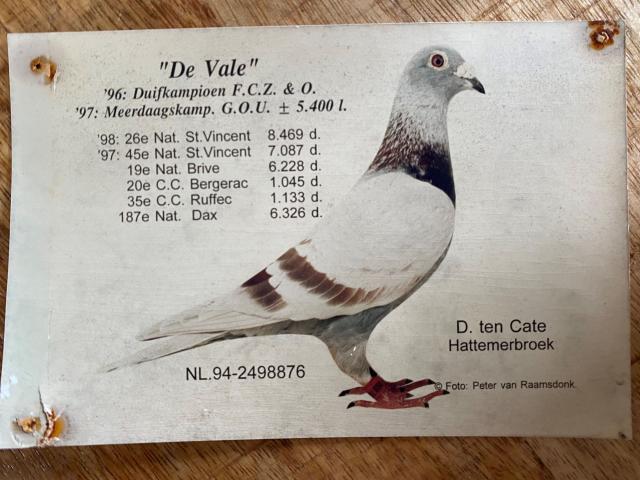 "De Vale"
'96: Duifkampioen F.C.Z. & O.
'97: Meerdaagskamp. G.O.U. ± 5.400 l.
'98: 26e Nat. St.Vincent 8.469 d.
'97: 45e Nat. St.Vincent 7.087 d.
19e Nat. Brive 6.228 d.
20e C.C. Bergerac 1.045 d.
35e C.C. Ruffec 1.133 d.
187e Nat. Dax 6.326 d.
D. ten Cate
Hattemerbroek
NL.94-2498876
© Foto: Peter van Raamsdonk.